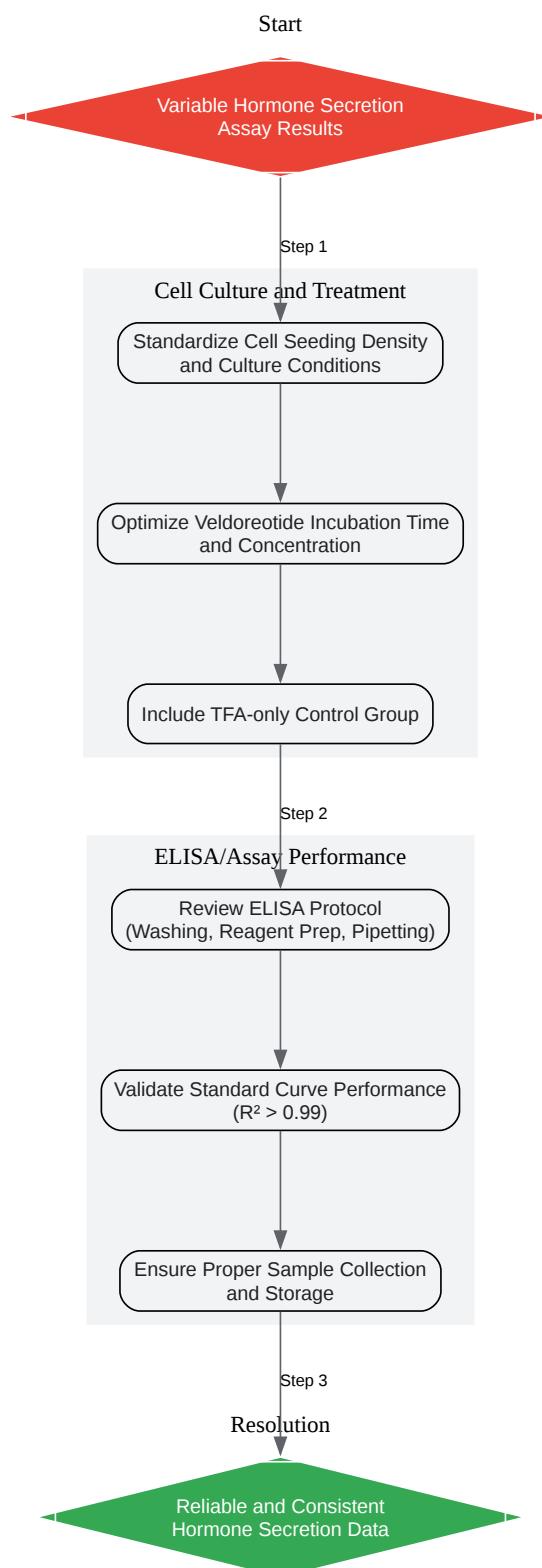 Start
Variable Hormone Secretion
Assay Results
Step 1
Cell Culture and Treatment
Standardize Cell Seeding Density
and Culture Conditions
Optimize Veldoreotide Incubation Time
and Concentration
Include TFA-only Control Group
Step 2
ELISA/Assay Performance
Review ELISA Protocol
(Washing, Reagent Prep, Pipetting)
Validate Standard Curve Performance
(R² > 0.99)
Ensure Proper Sample Collection
and Storage
Step 3
Resolution
Reliable and Consistent
Hormone Secretion Data